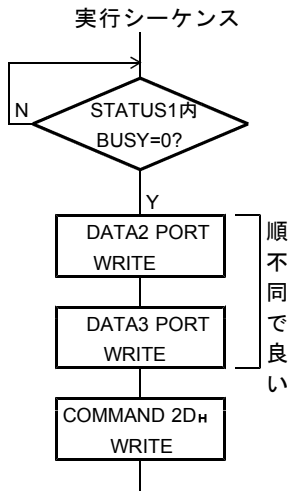 実行シーケンス
N
STATUS1内
BUSY=0?
Y
DATA2 PORT
WRITE
DATA3 PORT
WRITE
順不同で良い
COMMAND 2DH
WRITE